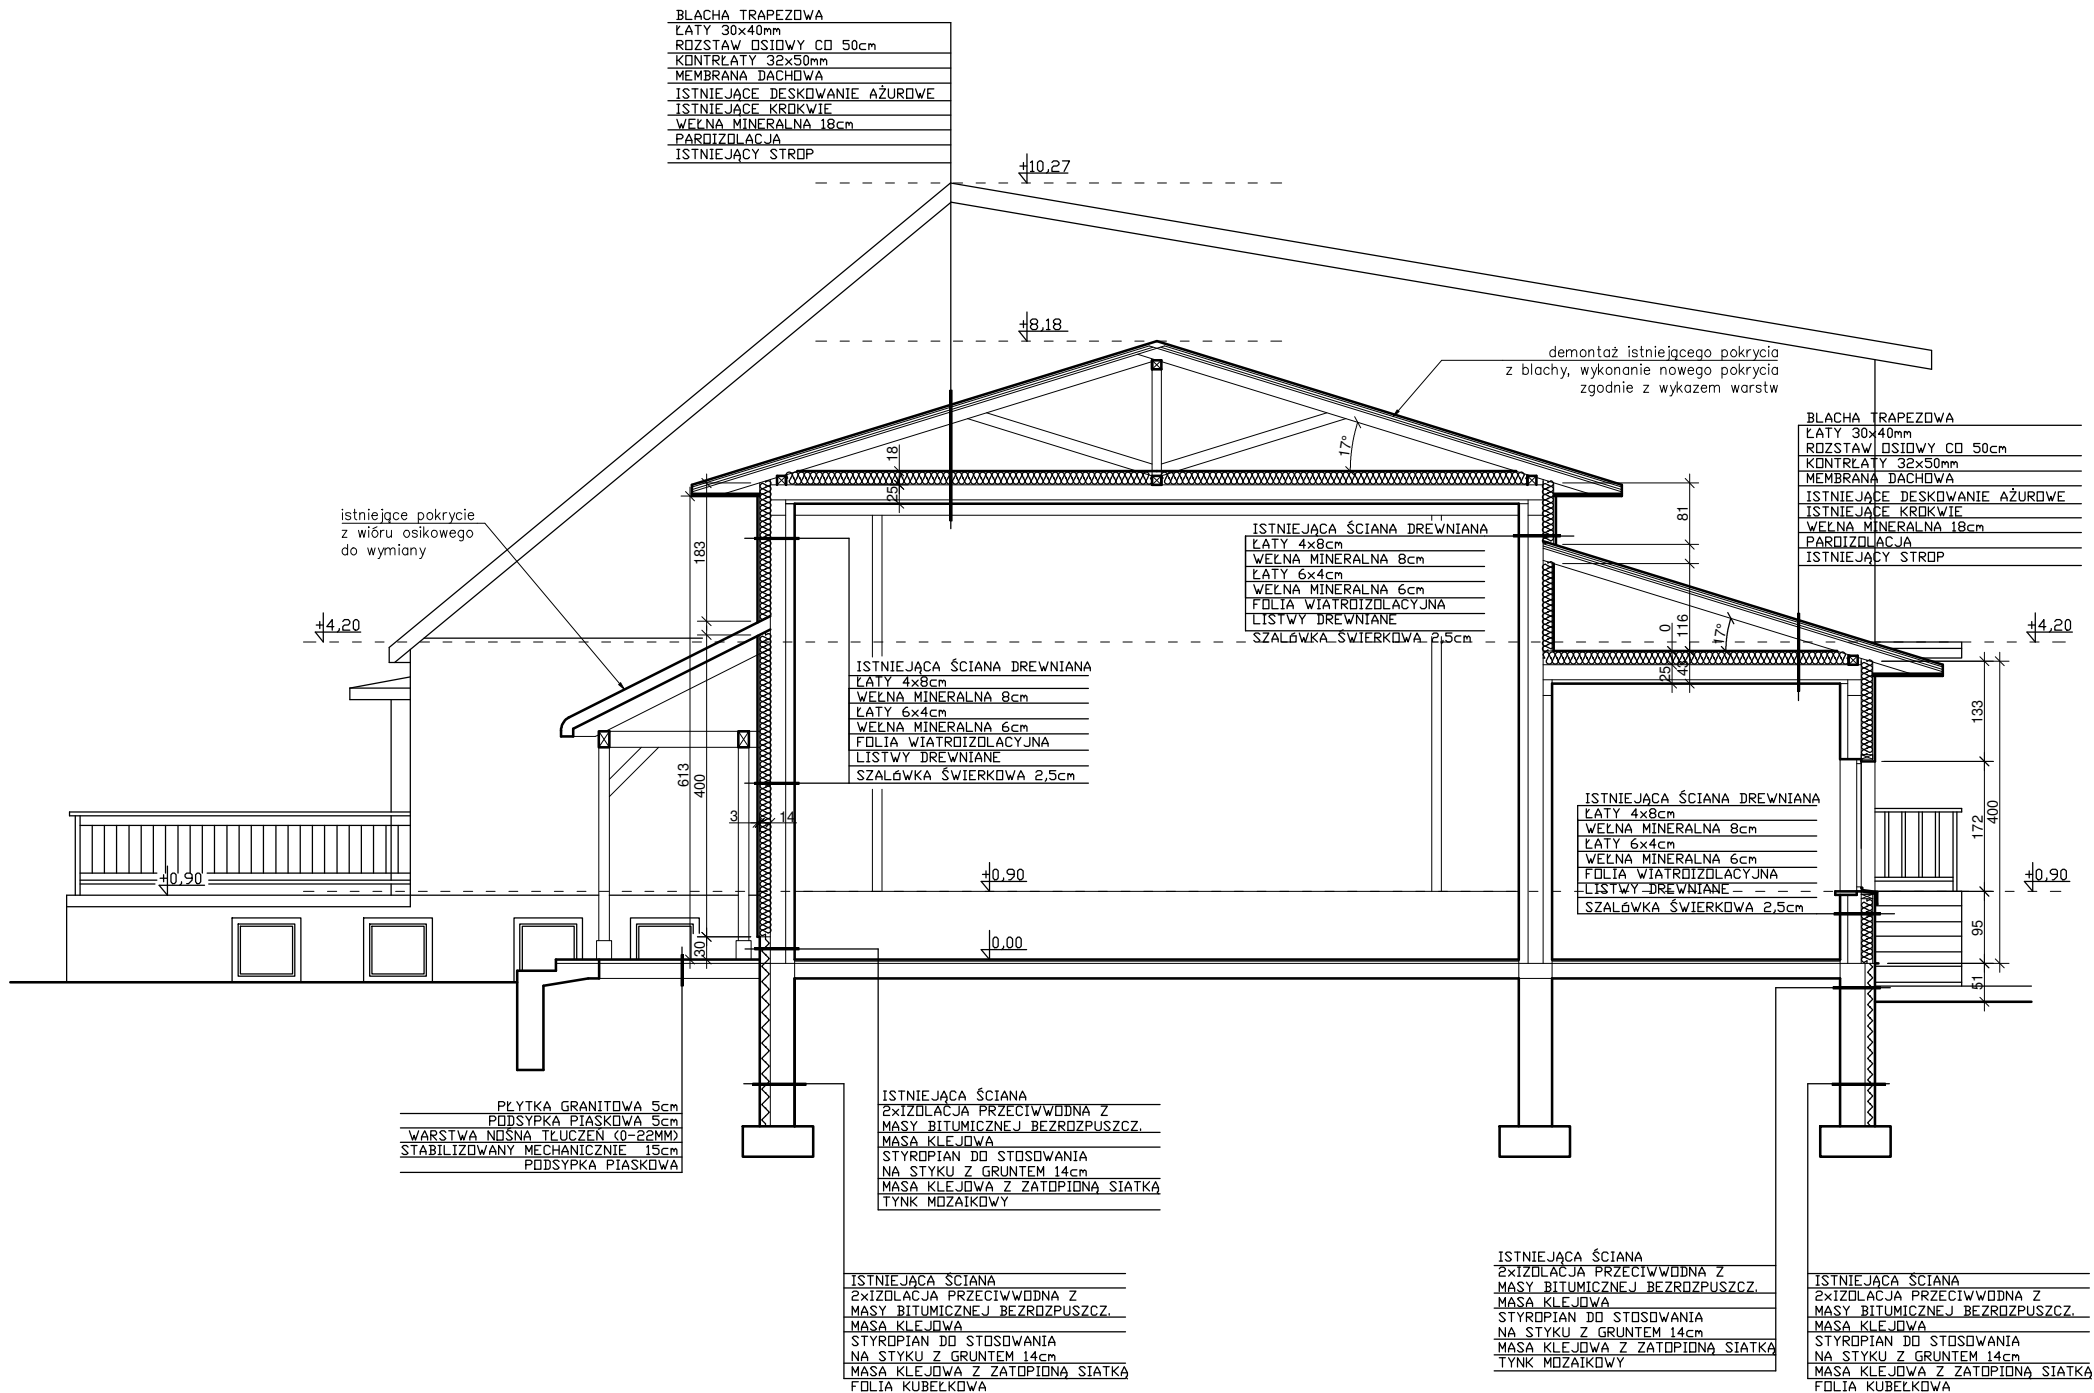 BLACHA TRAPEZOWA
ŁATY 30x40mm
ROZSTAW OSIOWY CO 50cm
KONTRŁATY 32x50mm
MEMBRANA DACHOWA
ISTNIEJĄCE DESKOWANIE AŻUROWE
ISTNIEJĄCE KROKWIE
WEŁNA MINERALNA 18cm
PAROIZOLACJA
ISTNIEJĄCY STROP
+10,27
+8,18
demontaż istniejącego pokrycia
z blachy, wykonanie nowego pokrycia
zgodnie z wykazem warstw
BLACHA TRAPEZOWA
ŁATY 30x40mm
ROZSTAW OSIOWY CO 50cm
KONTRŁATY 32x50mm
MEMBRANA DACHOWA
ISTNIEJĄCE DESKOWANIE AŻUROWE
ISTNIEJĄCE KROKWIE
WEŁNA MINERALNA 18cm
PAROIZOLACJA
ISTNIEJĄCY STROP
17°
18
25
81
183
istniejące pokrycie
z wióru osikowego
do wymiany
ISTNIEJĄCA ŚCIANA DREWNIANA
ŁATY 4x8cm
WEŁNA MINERALNA 8cm
ŁATY 6x4cm
WEŁNA MINERALNA 6cm
FOLIA WIATROIZOLACYJNA
LISTWY DREWNIANE
SZALóWKA ŚWIERKOWA 2,5cm
+4,20
+4,20
0
116
17°
25
43
ISTNIEJĄCA ŚCIANA DREWNIANA
ŁATY 4x8cm
WEŁNA MINERALNA 8cm
ŁATY 6x4cm
WEŁNA MINERALNA 6cm
FOLIA WIATROIZOLACYJNA
LISTWY DREWNIANE
SZALóWKA ŚWIERKOWA 2,5cm
133
613
400
3
14
ISTNIEJĄCA ŚCIANA DREWNIANA
ŁATY 4x8cm
WEŁNA MINERALNA 8cm
ŁATY 6x4cm
WEŁNA MINERALNA 6cm
FOLIA WIATROIZOLACYJNA
LISTWY DREWNIANE
SZALóWKA ŚWIERKOWA 2,5cm
172
400
+0,90
+0,90
+0,90
95
30
0,00
51
PŁYTKA GRANITOWA 5cm
PODSYPKA PIASKOWA 5cm
WARSTWA NOŚNA TŁUCZEŃ (0-22MM)
STABILIZOWANY MECHANICZNIE 15cm
PODSYPKA PIASKOWA
ISTNIEJĄCA ŚCIANA
2xIZOLACJA PRZECIWWODNA Z
MASY BITUMICZNEJ BEZROZPUSZCZ.
MASA KLEJOWA
STYROPIAN DO STOSOWANIA
NA STYKU Z GRUNTEM 14cm
MASA KLEJOWA Z ZATOPIONĄ SIATKĄ
TYNK MOZAIKOWY
ISTNIEJĄCA ŚCIANA
2xIZOLACJA PRZECIWWODNA Z
MASY BITUMICZNEJ BEZROZPUSZCZ.
MASA KLEJOWA
STYROPIAN DO STOSOWANIA
NA STYKU Z GRUNTEM 14cm
MASA KLEJOWA Z ZATOPIONĄ SIATKĄ
FOLIA KUBEŁKOWA
ISTNIEJĄCA ŚCIANA
2xIZOLACJA PRZECIWWODNA Z
MASY BITUMICZNEJ BEZROZPUSZCZ.
MASA KLEJOWA
STYROPIAN DO STOSOWANIA
NA STYKU Z GRUNTEM 14cm
MASA KLEJOWA Z ZATOPIONĄ SIATKĄ
TYNK MOZAIKOWY
ISTNIEJĄCA ŚCIANA
2xIZOLACJA PRZECIWWODNA Z
MASY BITUMICZNEJ BEZROZPUSZCZ.
MASA KLEJOWA
STYROPIAN DO STOSOWANIA
NA STYKU Z GRUNTEM 14cm
MASA KLEJOWA Z ZATOPIONĄ SIATKĄ
FOLIA KUBEŁKOWA